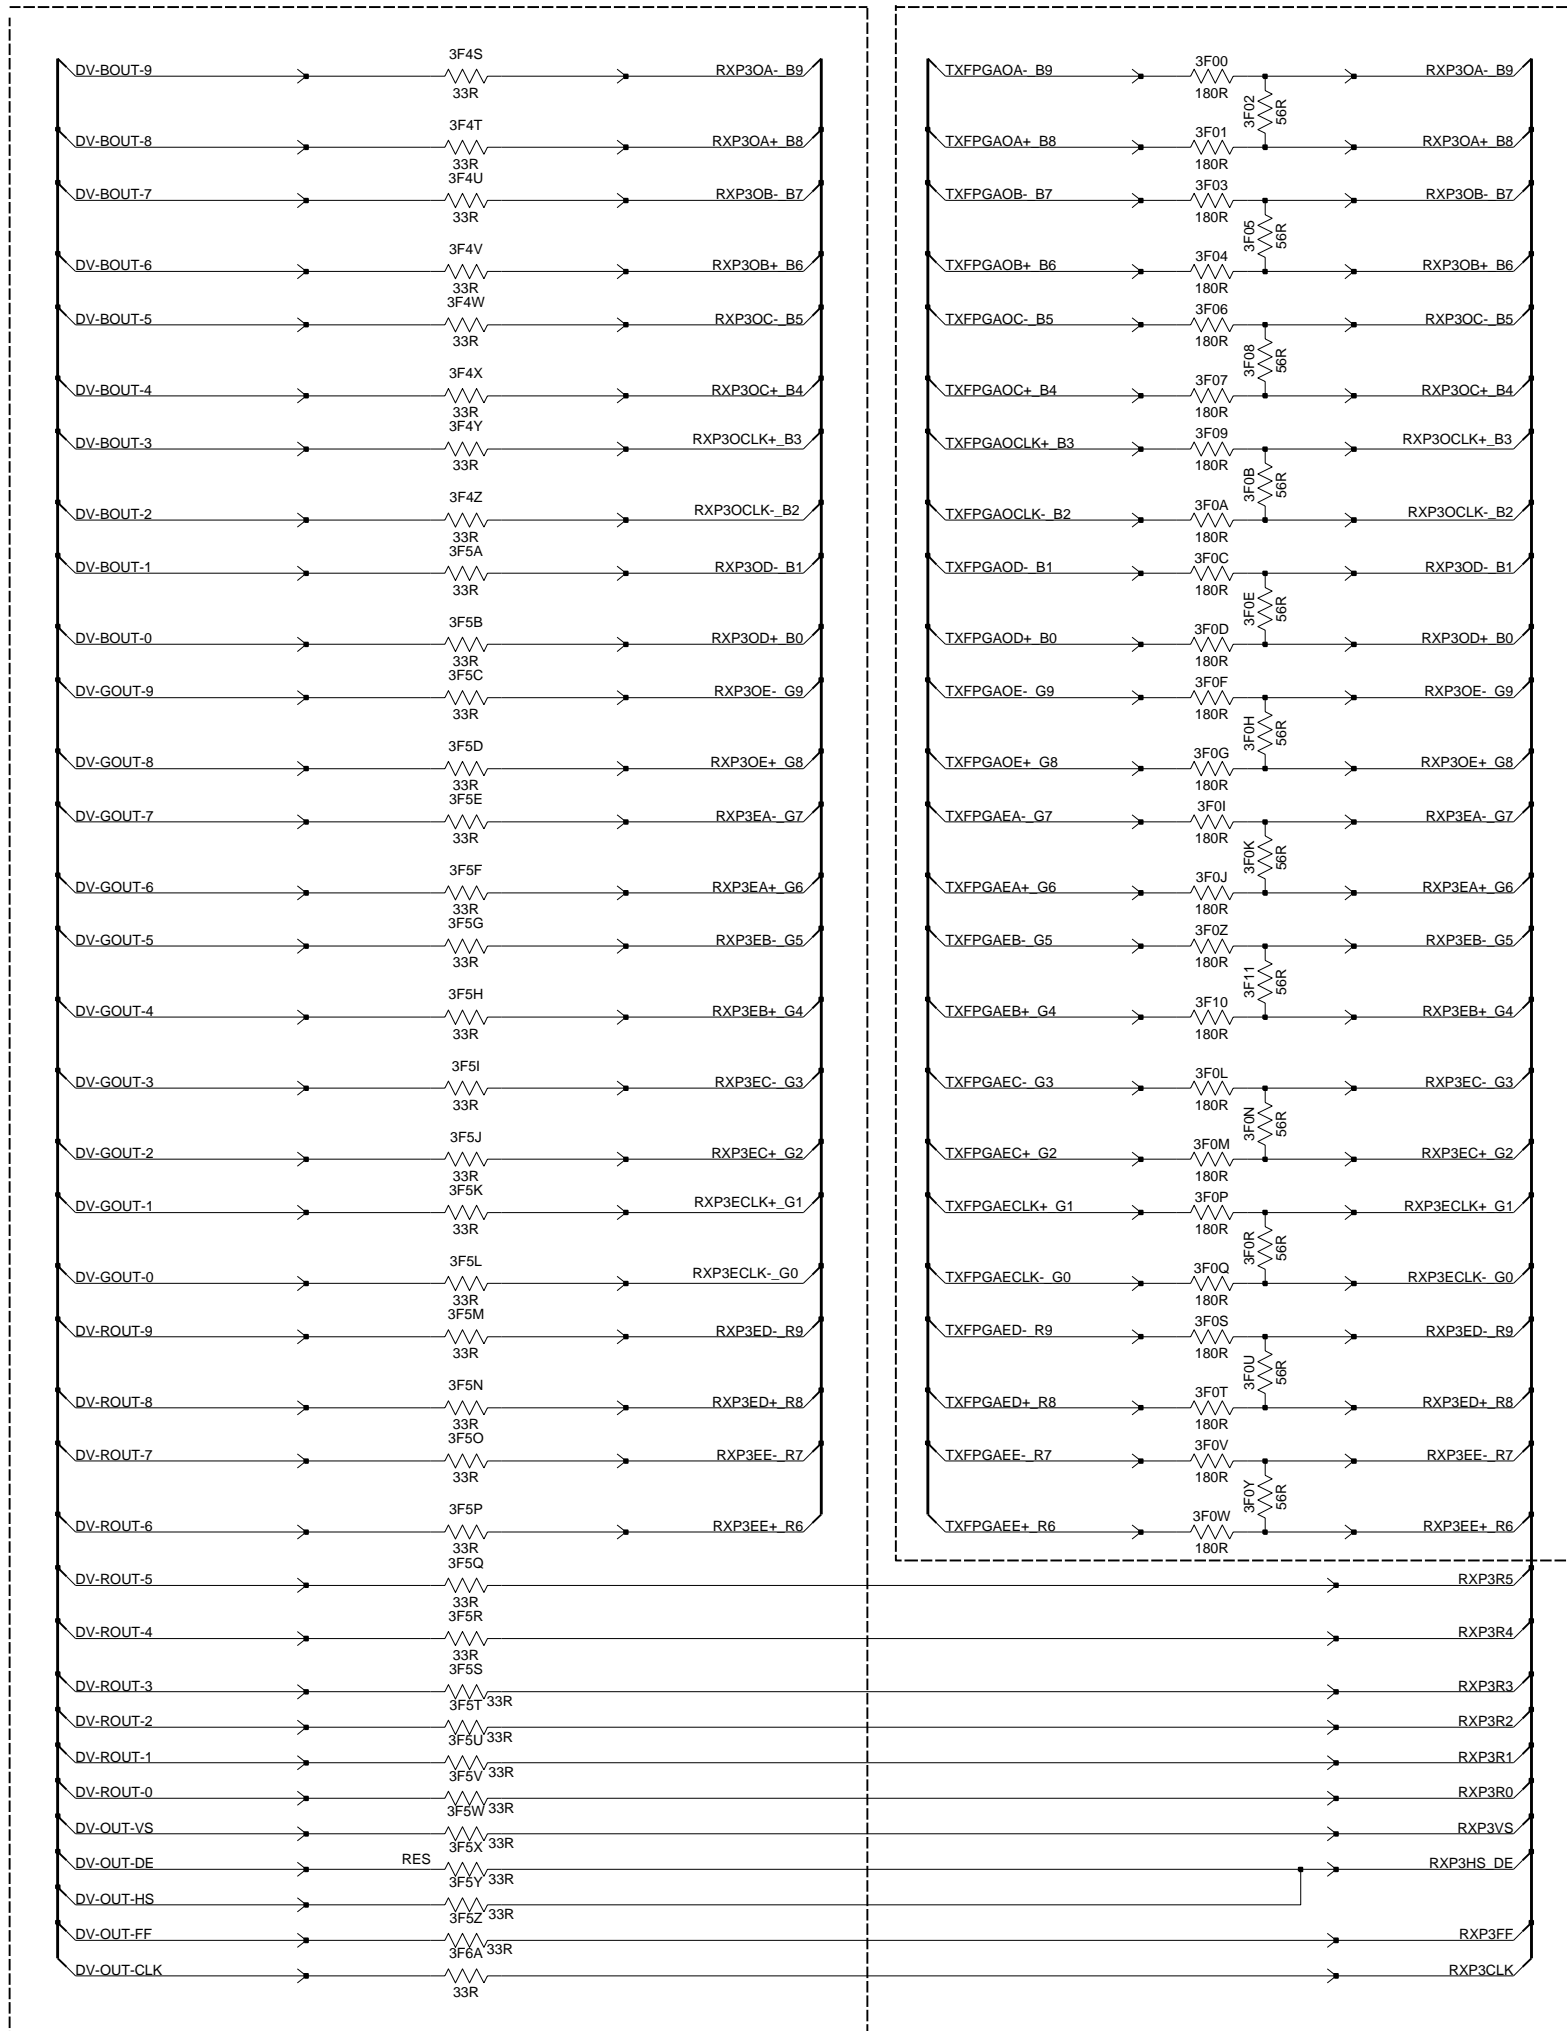 3F4S
DV-BOUT-9
RXP3OA-_B9
33R
3F4T
DV-BOUT-8
RXP3OA+_B8
33R
3F4U
DV-BOUT-7
RXP3OB-_B7
33R
3F4V
DV-BOUT-6
RXP3OB+_B6
33R
3F4W
DV-BOUT-5
RXP3OC-_B5
33R
3F4X
DV-BOUT-4
RXP3OC+_B4
33R
3F4Y
DV-BOUT-3
RXP3OCLK+_B3
33R
3F4Z
DV-BOUT-2
RXP3OCLK-_B2
33R
3F5A
DV-BOUT-1
RXP3OD-_B1
33R
3F5B
DV-BOUT-0
RXP3OD+_B0
33R
3F5C
DV-GOUT-9
RXP3OE-_G9
33R
3F5D
DV-GOUT-8
RXP3OE+_G8
33R
3F5E
DV-GOUT-7
RXP3EA-_G7
33R
3F5F
DV-GOUT-6
RXP3EA+_G6
33R
3F5G
DV-GOUT-5
RXP3EB-_G5
33R
3F5H
DV-GOUT-4
RXP3EB+_G4
33R
3F5I
DV-GOUT-3
RXP3EC-_G3
33R
3F5J
DV-GOUT-2
RXP3EC+_G2
33R
3F5K
DV-GOUT-1
RXP3ECLK+_G1
33R
3F5L
DV-GOUT-0
RXP3ECLK-_G0
33R
3F5M
DV-ROUT-9
RXP3ED-_R9
33R
3F5N
DV-ROUT-8
RXP3ED+_R8
33R
3F5O
DV-ROUT-7
RXP3EE-_R7
33R
3F5P
DV-ROUT-6
RXP3EE+_R6
33R
3F5Q
DV-ROUT-5
RXP3R5
33R
3F5R
DV-ROUT-4
RXP3R4
33R
3F5S
DV-ROUT-3
RXP3R3
33R
3F5T
DV-ROUT-2
RXP3R2
33R
3F5U
DV-ROUT-1
RXP3R1
33R
3F5V
DV-ROUT-0
RXP3R0
33R
3F5W
DV-OUT-VS
RXP3VS
33R
3F5X
DV-OUT-DE
RES
RXP3HS_DE
33R
3F5Y
DV-OUT-HS
33R
3F5Z
DV-OUT-FF
RXP3FF
33R
3F6A
DV-OUT-CLK
RXP3CLK
33R
TXFPGAOA-_B9
3F00
180R
RXP3OA-_B9
3F02
56R
TXFPGAOA+_B8
3F01
180R
RXP3OA+_B8
TXFPGAOB-_B7
3F03
180R
RXP3OB-_B7
3F05
56R
TXFPGAOB+_B6
3F04
180R
RXP3OB+_B6
TXFPGAOC-_B5
3F06
180R
RXP3OC-_B5
3F08
56R
TXFPGAOC+_B4
3F07
180R
RXP3OC+_B4
TXFPGAOCLK+_B3
3F09
180R
RXP3OCLK+_B3
3F0B
56R
TXFPGAOCLK-_B2
3F0A
180R
RXP3OCLK-_B2
TXFPGAOD-_B1
3F0C
180R
RXP3OD-_B1
3F0E
56R
TXFPGAOD+_B0
3F0D
180R
RXP3OD+_B0
TXFPGAOE-_G9
3F0F
180R
RXP3OE-_G9
3F0H
56R
TXFPGAOE+_G8
3F0G
180R
RXP3OE+_G8
TXFPGAEA-_G7
3F0I
180R
RXP3EA-_G7
3F0K
56R
TXFPGAEA+_G6
3F0J
180R
RXP3EA+_G6
TXFPGAEB-_G5
3F0Z
180R
RXP3EB-_G5
3F11
56R
TXFPGAEB+_G4
3F10
180R
RXP3EB+_G4
TXFPGAEC-_G3
3F0L
180R
RXP3EC-_G3
3F0N
56R
TXFPGAEC+_G2
3F0M
180R
RXP3EC+_G2
TXFPGAECLK+_G1
3F0P
180R
RXP3ECLK+_G1
3F0R
56R
TXFPGAECLK-_G0
3F0Q
180R
RXP3ECLK-_G0
TXFPGAED-_R9
3F0S
180R
RXP3ED-_R9
3F0U
56R
TXFPGAED+_R8
3F0T
180R
RXP3ED+_R8
TXFPGAEE-_R7
3F0V
180R
RXP3EE-_R7
3F0Y
56R
TXFPGAEE+_R6
3F0W
180R
RXP3EE+_R6